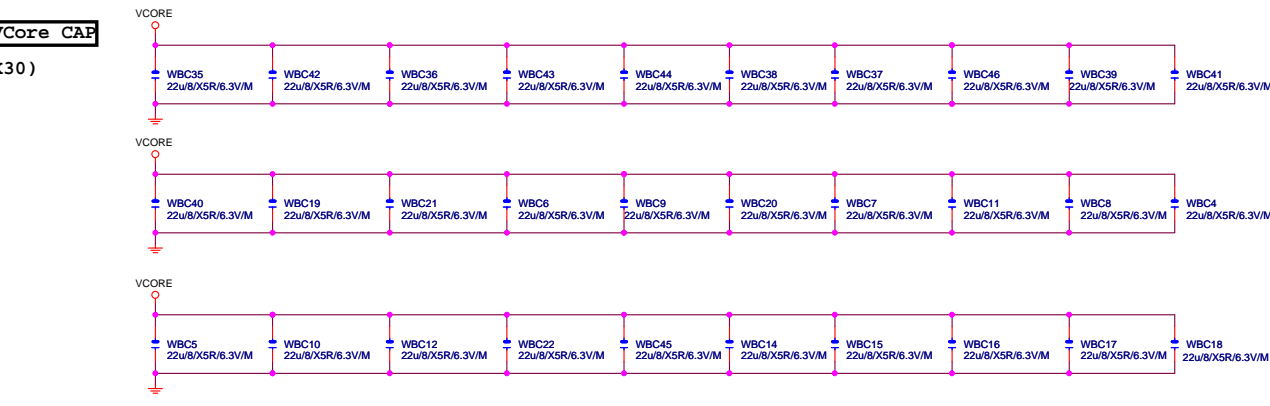 VCore CAP
X30)
VCORE
WBC35 WBC42 WBC36 WBC43 WBC44 WBC38 WBC37 WBC46 WBC39 WBC41
22u/8/X5R/6.3V/M 22u/8/X5R/6.3V/M 22u/8/X5R/6.3V/M 22u/8/X5R/6.3V/M 22u/8/X5R/6.3V/M 22u/8/X5R/6.3V/M 22u/8/X5R/6.3V/M 22u/8/X5R/6.3V/M 22u/8/X5R/6.3V/M 22u/8/X5R/6.3V/M
VCORE
WBC40 WBC19 WBC21 WBC6 WBC9 WBC20 WBC7 WBC11 WBC8 WBC4
22u/8/X5R/6.3V/M 22u/8/X5R/6.3V/M 22u/8/X5R/6.3V/M 22u/8/X5R/6.3V/M 22u/8/X5R/6.3V/M 22u/8/X5R/6.3V/M 22u/8/X5R/6.3V/M 22u/8/X5R/6.3V/M 22u/8/X5R/6.3V/M 22u/8/X5R/6.3V/M
VCORE
WBC5 WBC10 WBC12 WBC22 WBC45 WBC14 WBC15 WBC16 WBC17 WBC18
22u/8/X5R/6.3V/M 22u/8/X5R/6.3V/M 22u/8/X5R/6.3V/M 22u/8/X5R/6.3V/M 22u/8/X5R/6.3V/M 22u/8/X5R/6.3V/M 22u/8/X5R/6.3V/M 22u/8/X5R/6.3V/M 22u/8/X5R/6.3V/M 22u/8/X5R/6.3V/M